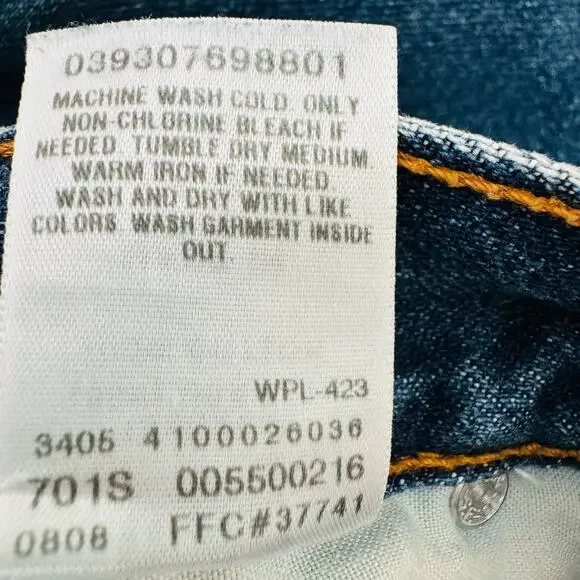 039307698801
MACHINE WASH COLD. ONLY
NON-CHLORINE BLEACH IF
NEEDED. TUMBLE DRY MEDIUM.
WARM IRON IF NEEDED.
WASH AND DRY WITH LIKE
COLORS. WASH GARMENT INSIDE
OUT.
WPL-423
3405 4100026036
701S 005500216
0808 FFC#37741